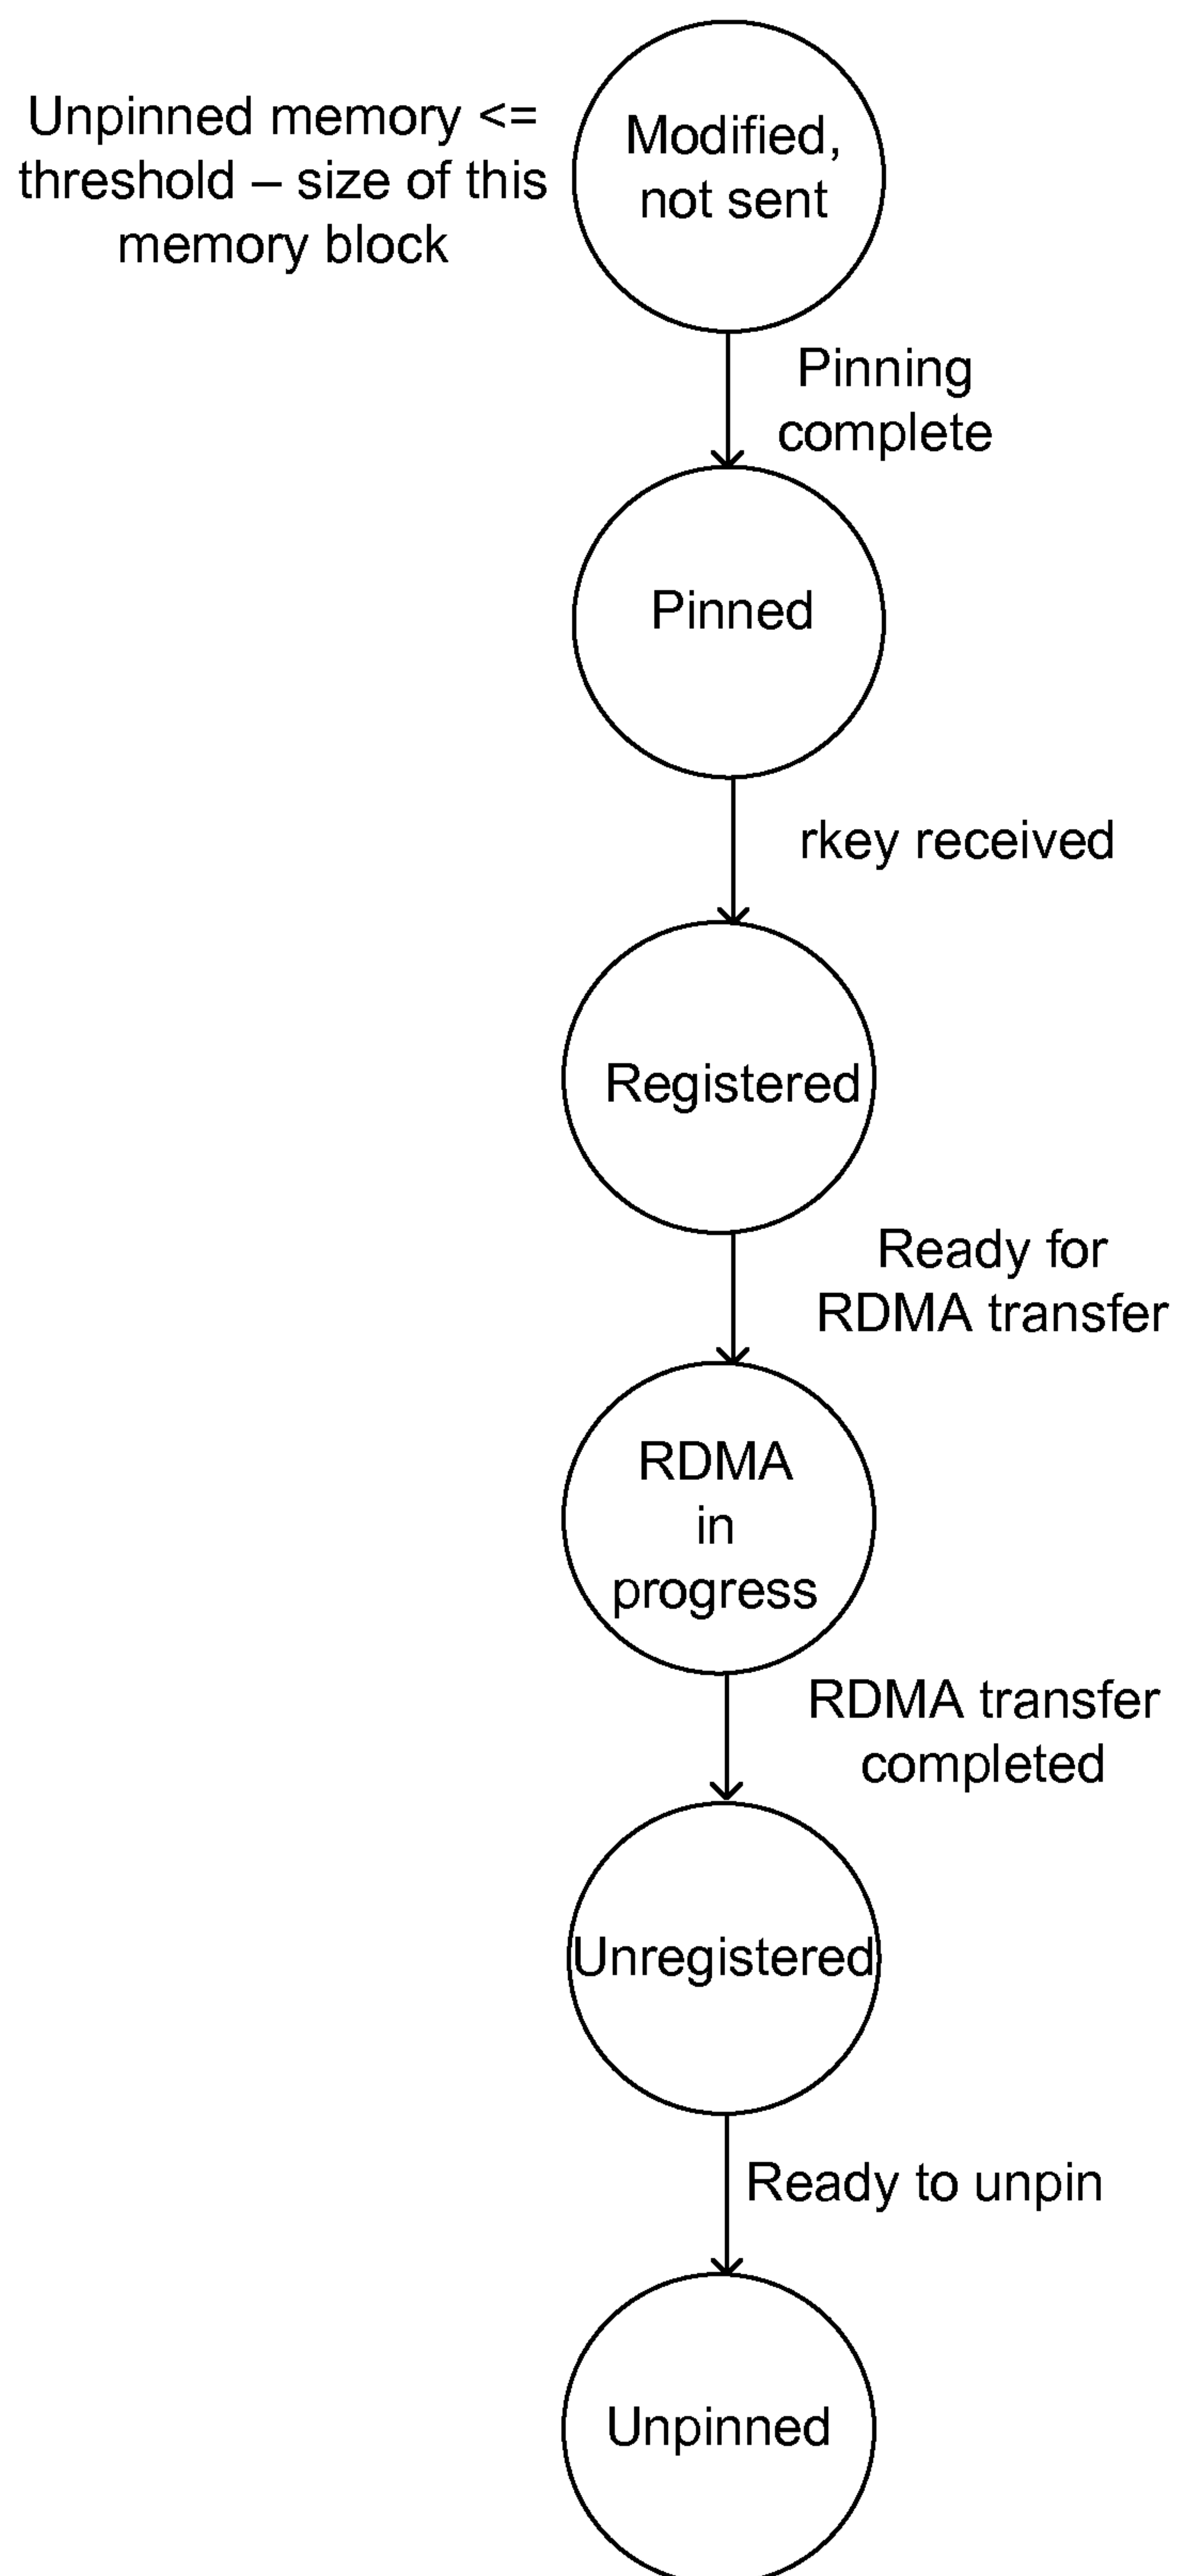 Unpinned memory <=
threshold – size of this
memory block
Modified,
not sent
Pinning
complete
Pinned
rkey received
Registered
Ready for
RDMA transfer
RDMA
in
progress
RDMA transfer
completed
Unregistered
Ready to unpin
Unpinned